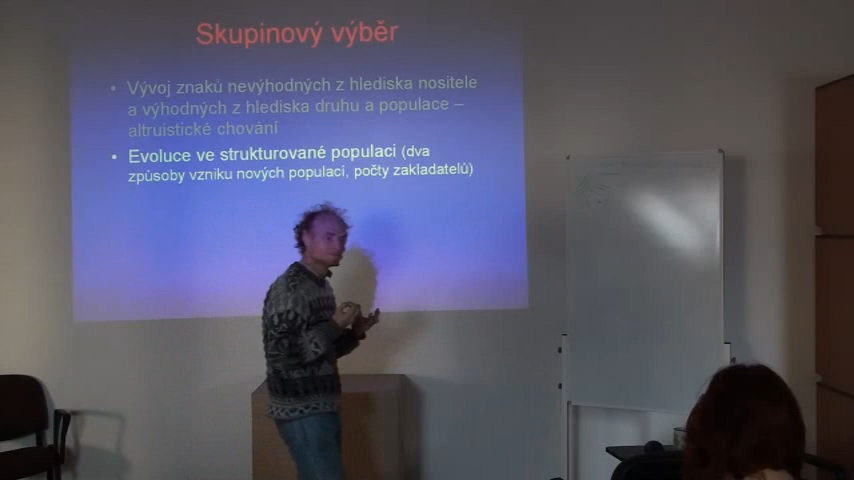 Skupinový výběr
• Vývoj znaků nevýhodných z hlediska nositele
a výhodných z hlediska druhu a populace –
altruistické chování
• Evoluce ve strukturované populaci (dva
způsoby vzniku nových populací, počty zakladatelů)